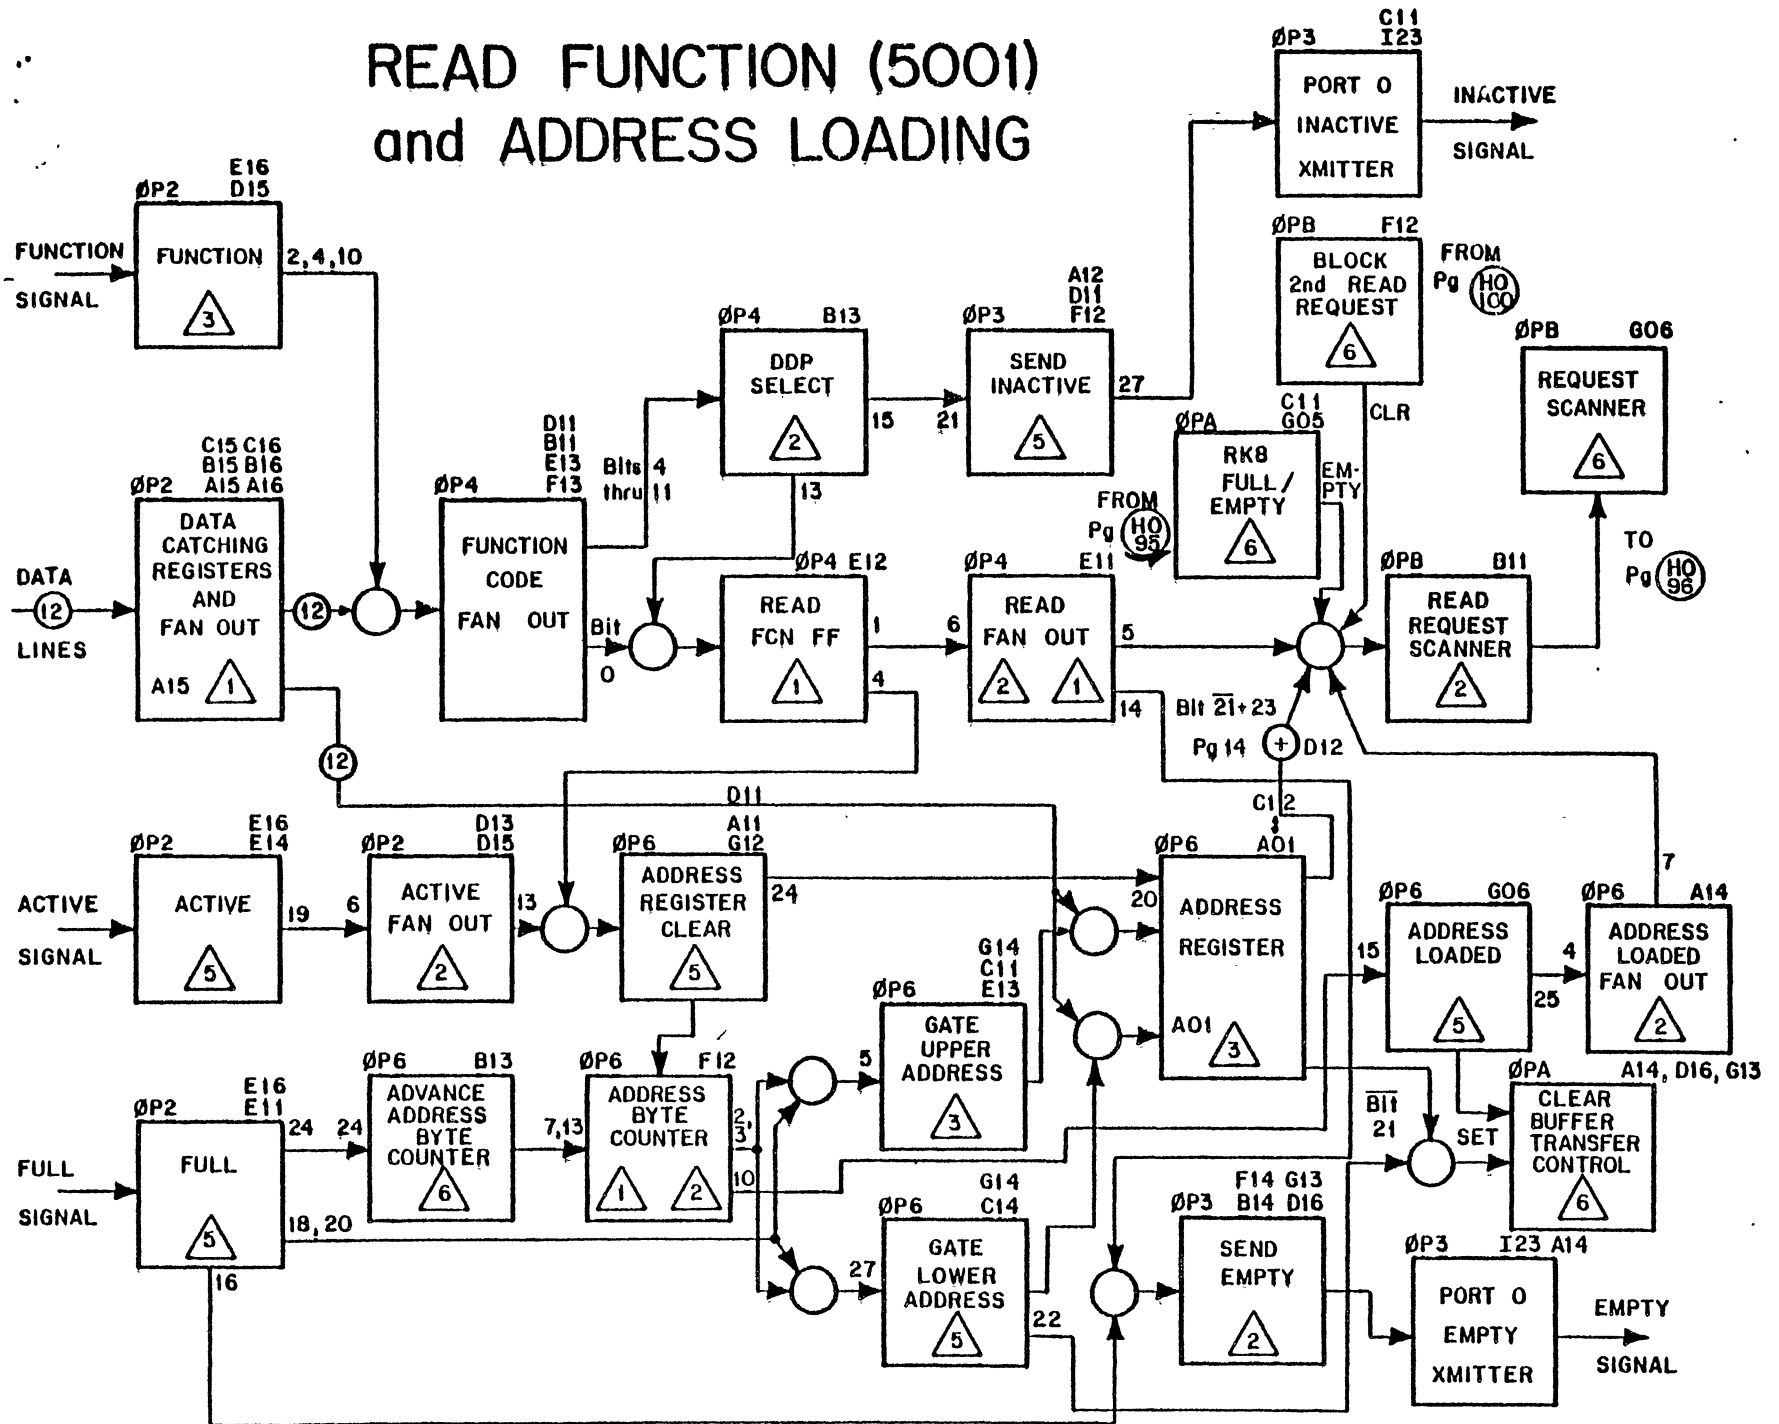 READ FUNCTION (5001)
and ADDRESS LOADING
C11
ØP3 I23
PORT 0
INACTIVE
XMITTER
INACTIVE
SIGNAL
E16
ØP2 D15
FUNCTION
SIGNAL
FUNCTION
3
2,4,10
ØPB F12
BLOCK
2nd READ
REQUEST
6
FROM
Pg HO
100
CLR
ØPB G06
REQUEST
SCANNER
6
TO
Pg HO
96
ØP4 B13
DDP
SELECT
2
15
13
A12
D11
ØP3 F12
21
SEND
INACTIVE
5
27
C11
ØPA G05
RK8
FULL/
EMPTY
6
EM-
PTY
FROM
Pg HO
95
C15 C16
B15 B16
ØP2 A15 A16
DATA
12
LINES
DATA
CATCHING
REGISTERS
AND
FAN OUT
A15 1
12
12
D11
B11
E13
ØP4 F13
FUNCTION
CODE
FAN OUT
Bits 4
thru 11
Bit
0
ØP4 E12
READ
FCN FF
1
1
4
ØP4 E11
6
READ
FAN OUT
2 1
5
14
Bit 2̅1̅+23
Pg 14 + D12
ØPB B11
READ
REQUEST
SCANNER
2
D11
E16
ØP2 E14
ACTIVE
SIGNAL
ACTIVE
5
19
D13
ØP2 D15
6
ACTIVE
FAN OUT
2
13
A11
ØP6 G12
ADDRESS
REGISTER
CLEAR
5
24
C12
ØP6 A01
20
ADDRESS
REGISTER
A01
3
ØP6 G06
15
ADDRESS
LOADED
5
25
ØP6 A14
7
4
ADDRESS
LOADED
FAN OUT
2
G14
C11
ØP6 E13
5
GATE
UPPER
ADDRESS
3
E16
ØP2 E11
FULL
SIGNAL
FULL
5
24
18,20
16
ØP6 B13
24
ADVANCE
ADDRESS
BYTE
COUNTER
6
7,13
ØP6 F12
ADDRESS
BYTE
COUNTER
1 2
2,
3
10
A14, D16, G13
ØPA
CLEAR
BUFFER
TRANSFER
CONTROL
6
B̅i̅t̅
21
SET
G14
ØP6 C14
27
GATE
LOWER
ADDRESS
5
22
F14 G13
ØP3 B14 D16
SEND
EMPTY
2
ØP3 I23 A14
PORT 0
EMPTY
XMITTER
EMPTY
SIGNAL